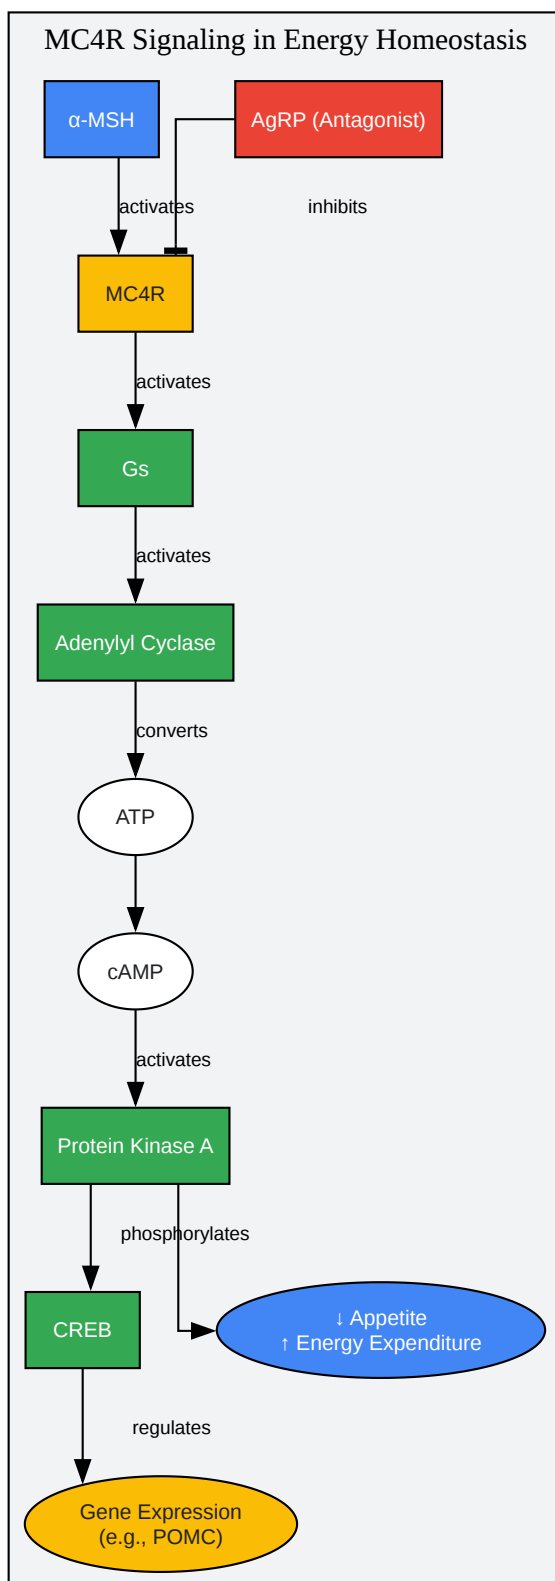 MC4R Signaling in Energy Homeostasis
α-MSH
AgRP (Antagonist)
activates
inhibits
MC4R
activates
Gs
activates
Adenylyl Cyclase
converts
ATP
cAMP
activates
Protein Kinase A
phosphorylates
CREB
↓ Appetite
↑ Energy Expenditure
regulates
Gene Expression
(e.g., POMC)